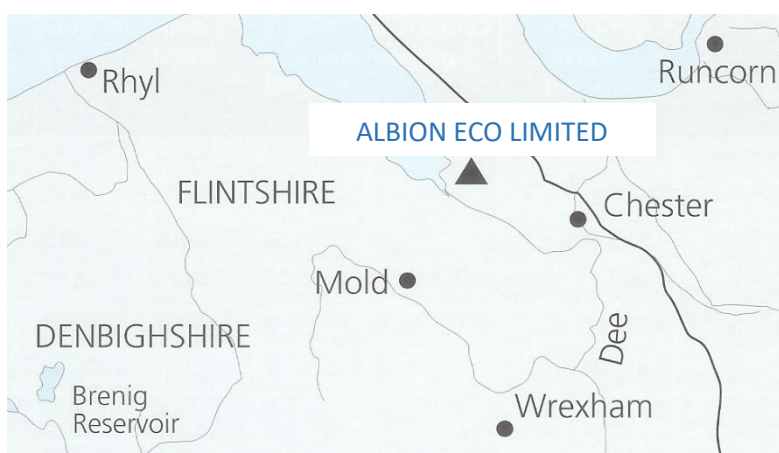 Rhyl
Runcorn
ALBION ECO LIMITED
FLINTSHIRE
Chester
Mold
DENBIGHSHIRE
Dee
Brenig
Reservoir
Wrexham